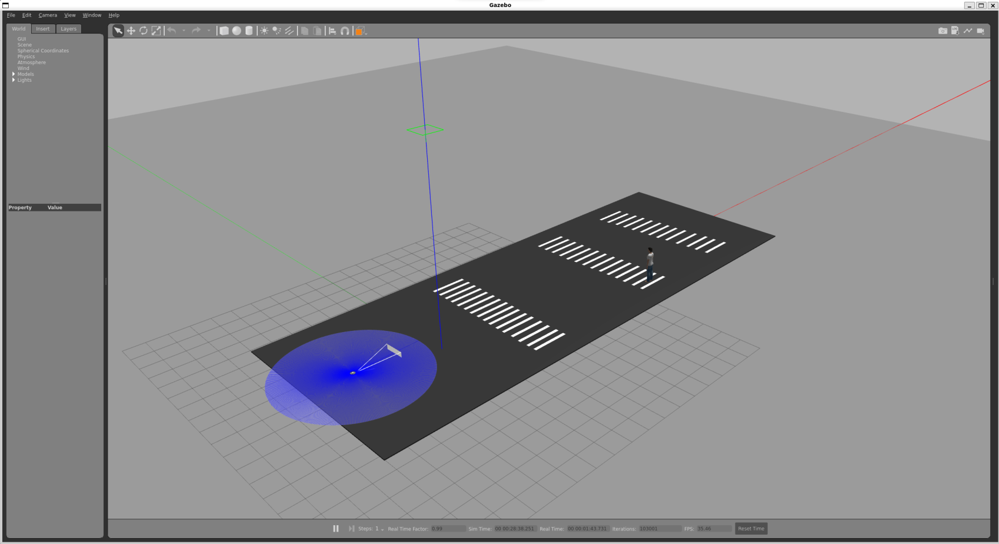 Gazebo
File Edit Camera View Window Help
World Insert Layers
GUI
Scene
Spherical Coordinates
Physics
Atmosphere
Wind
Models
Lights
Property Value
Steps: 1 Real Time Factor: 0.99 Sim Time: 00 00:28:38.251 Real Time: 00 00:01:43.731 Iterations: 103001 FPS: 35.46 Reset Time